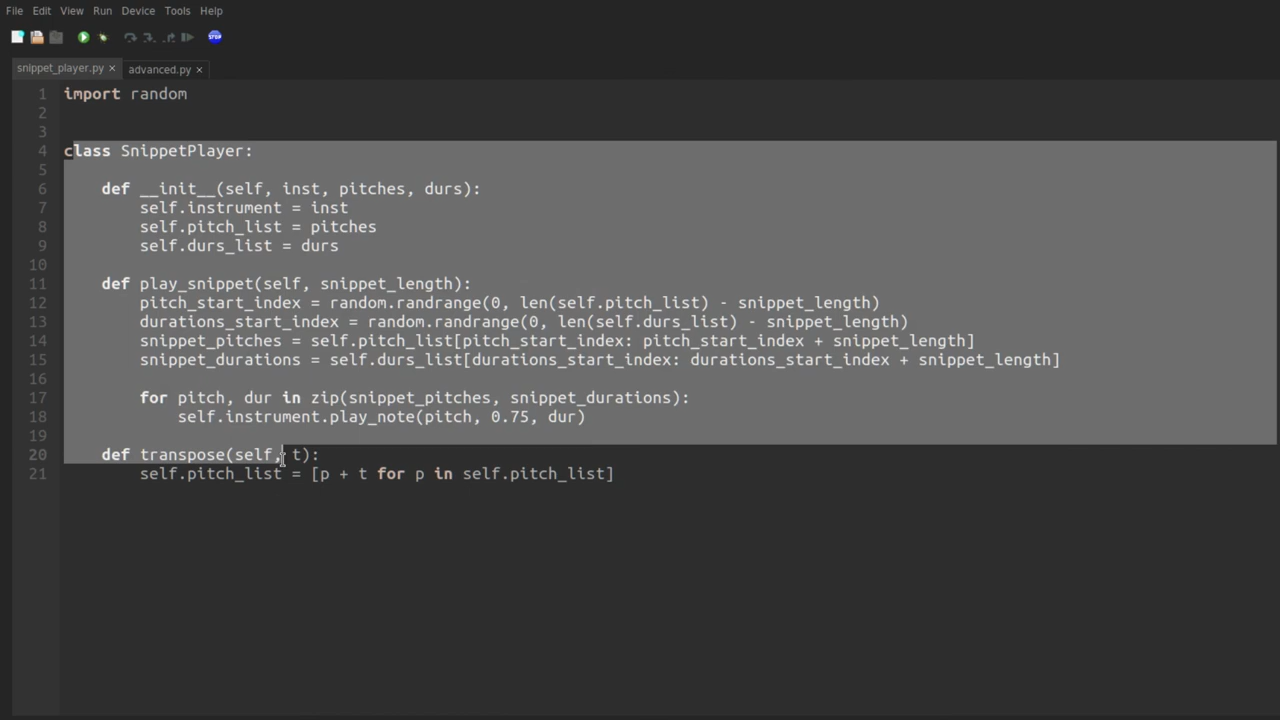 File Edit View Run Device Tools Help
STOP
snippet_player.py × advanced.py ×
1 import random
2
3
4 class SnippetPlayer:
5
6     def __init__(self, inst, pitches, durs):
7         self.instrument = inst
8         self.pitch_list = pitches
9         self.durs_list = durs
10
11     def play_snippet(self, snippet_length):
12         pitch_start_index = random.randrange(0, len(self.pitch_list) - snippet_length)
13         durations_start_index = random.randrange(0, len(self.durs_list) - snippet_length)
14         snippet_pitches = self.pitch_list[pitch_start_index: pitch_start_index + snippet_length]
15         snippet_durations = self.durs_list[durations_start_index: durations_start_index + snippet_length]
16
17         for pitch, dur in zip(snippet_pitches, snippet_durations):
18             self.instrument.play_note(pitch, 0.75, dur)
19
20     def transpose(self, t):
21         self.pitch_list = [p + t for p in self.pitch_list]